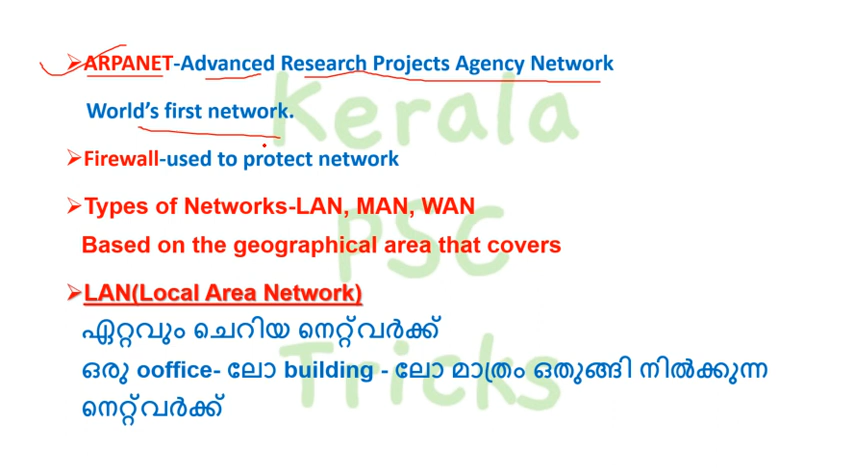 ➢ARPANET-Advanced Research Projects Agency Network
World's first network.
➢Firewall-used to protect network
➢Types of Networks-LAN, MAN, WAN
Based on the geographical area that covers
➢LAN(Local Area Network)
ഏറ്റവും ചെറിയ നെറ്റ്‌വർക്ക്
ഒരു ooffice- ലോ building - ലോ മാത്രം ഒതുങ്ങി നിൽക്കുന്ന
നെറ്റ്‌വർക്ക്
Kerala
PSC
Tricks